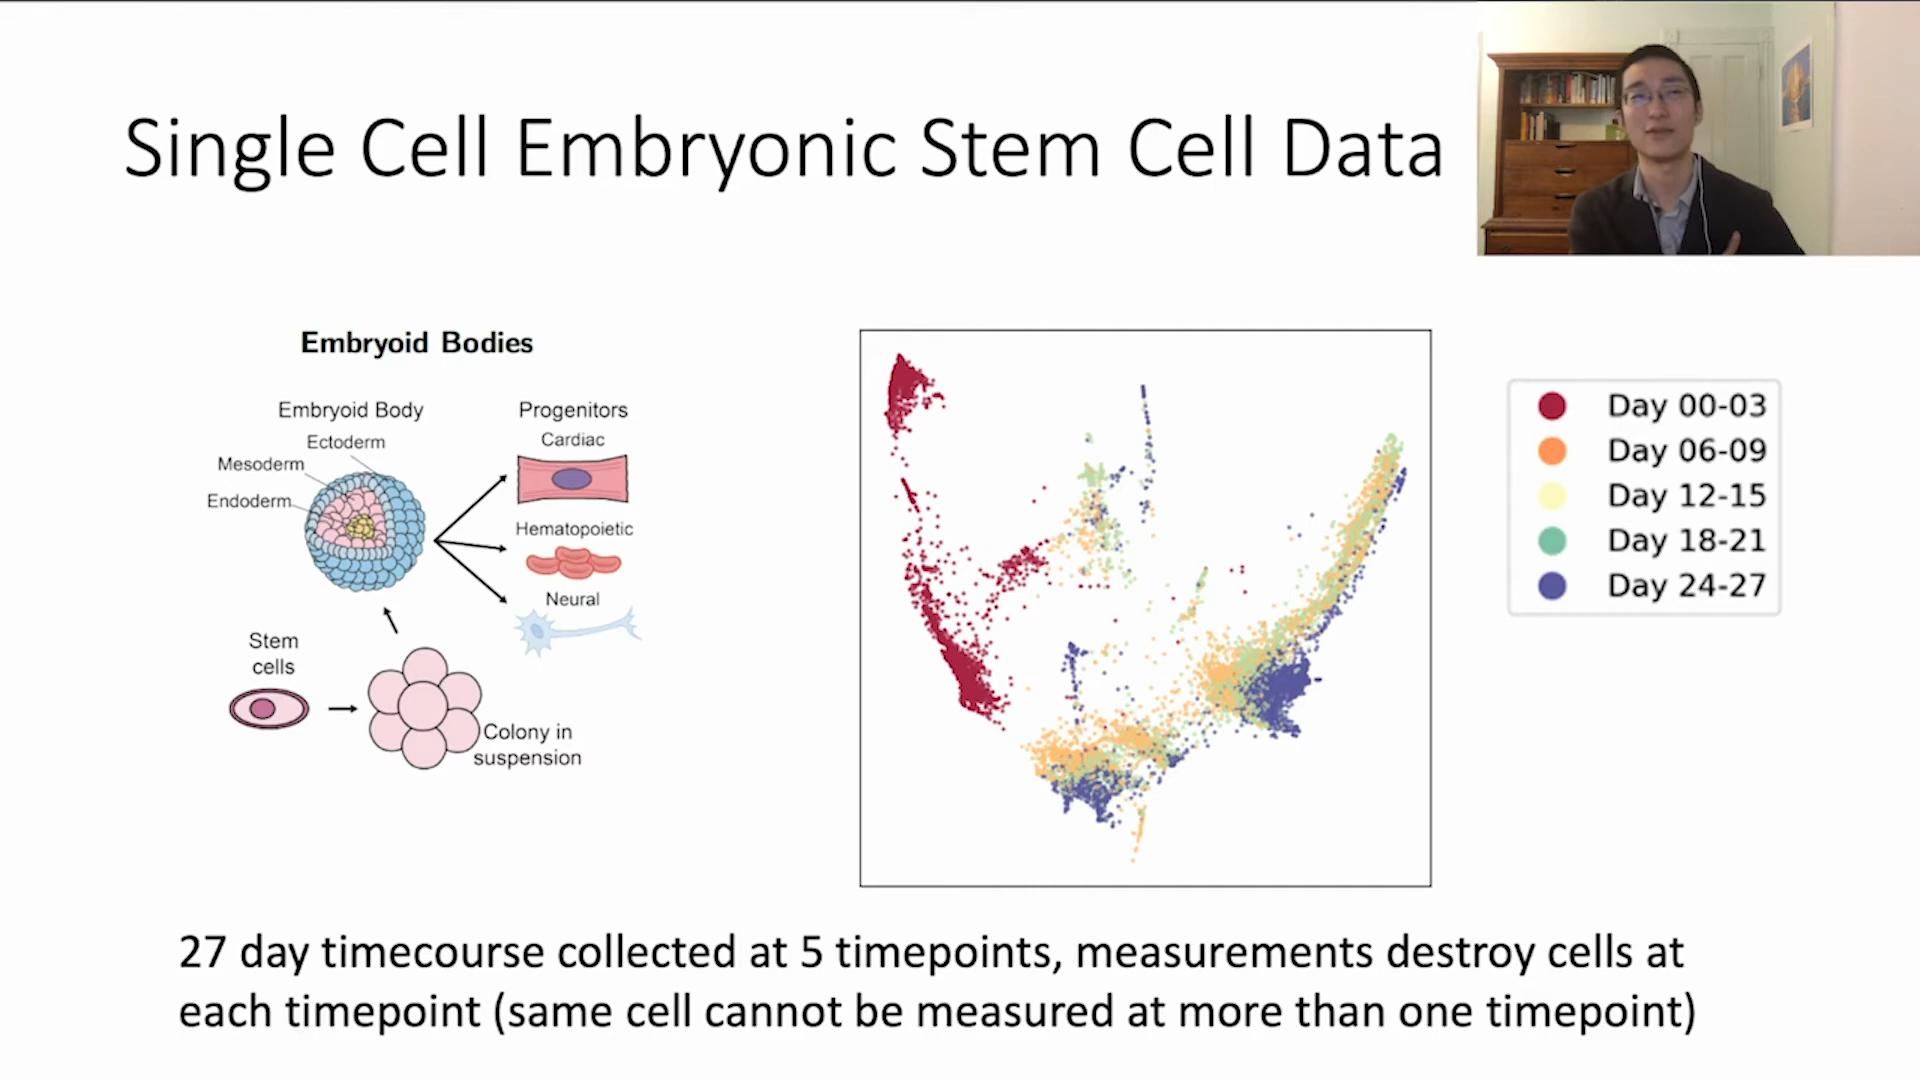 Single Cell Embryonic Stem Cell Data
Embryoid Bodies
Embryoid Body
Ectoderm
Mesoderm
Endoderm
Progenitors
Cardiac
Hematopoietic
Neural
Stem
cells
Colony in
suspension
Day 00-03
Day 06-09
Day 12-15
Day 18-21
Day 24-27
27 day timecourse collected at 5 timepoints, measurements destroy cells at
each timepoint (same cell cannot be measured at more than one timepoint)